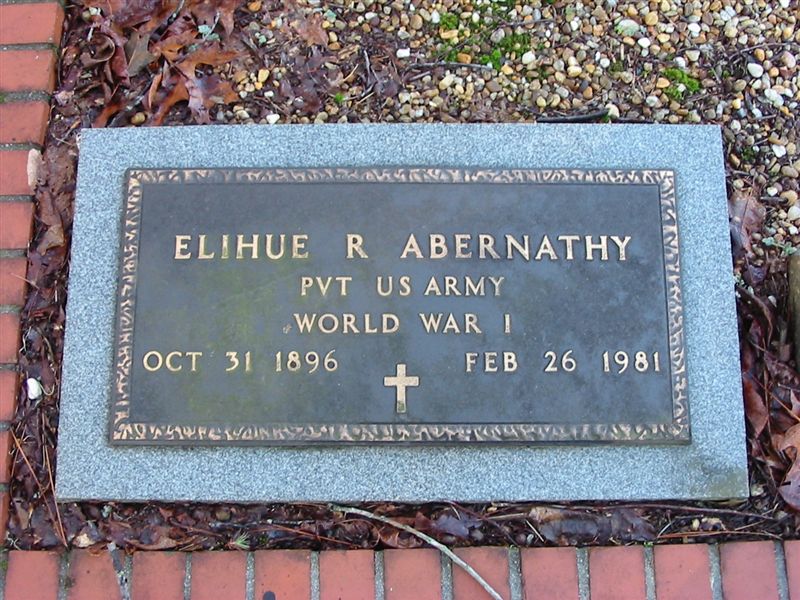 ELIHUE R ABERNATHY
PVT US ARMY
WORLD WAR I
OCT 31 1896 FEB 26 1981